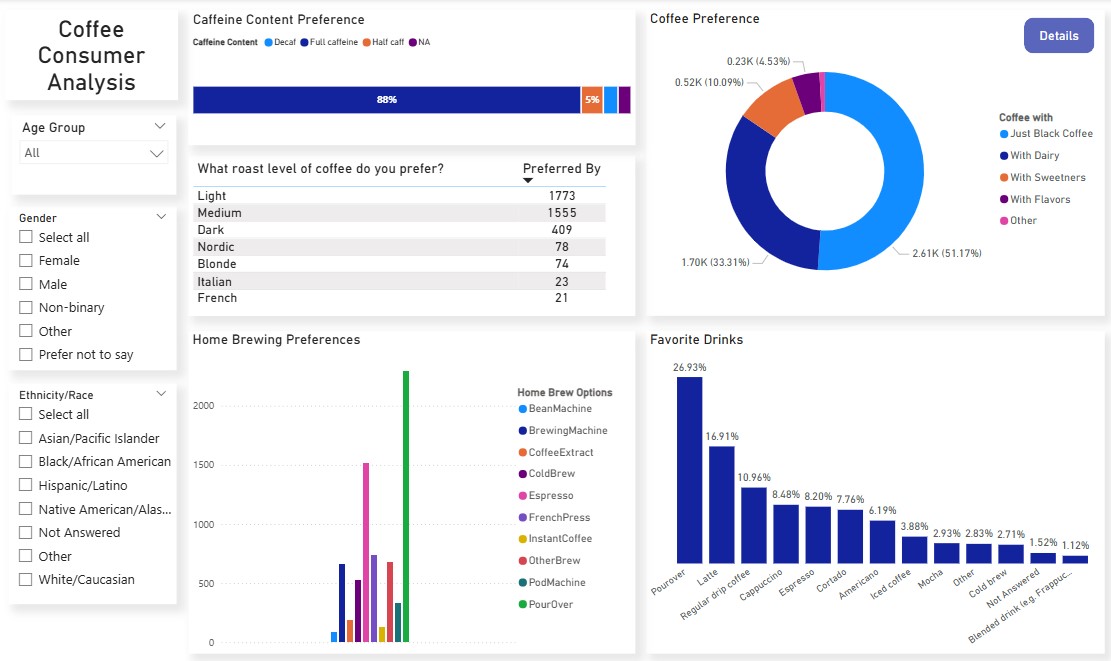 Coffee
Consumer
Analysis
Age Group
All
Gender
Select all
Female
Male
Non-binary
Other
Prefer not to say
Ethnicity/Race
Select all
Asian/Pacific Islander
Black/African American
Hispanic/Latino
Native American/Alas...
Not Answered
Other
White/Caucasian
Caffeine Content Preference
Caffeine Content Decaf Full caffeine Half caff NA
88% 5%
What roast level of coffee do you prefer? Preferred By
Light 1773
Medium 1555
Dark 409
Nordic 78
Blonde 74
Italian 23
French 21
Coffee Preference
Details
0.23K (4.53%)
0.52K (10.09%)
1.70K (33.31%)
2.61K (51.17%)
Coffee with
Just Black Coffee
With Dairy
With Sweetners
With Flavors
Other
Home Brewing Preferences
2000
1500
1000
500
0
Home Brew Options
BeanMachine
BrewingMachine
CoffeeExtract
ColdBrew
Espresso
FrenchPress
InstantCoffee
OtherBrew
PodMachine
PourOver
Favorite Drinks
26.93%
16.91%
10.96%
8.48%
8.20%
7.76%
6.19%
3.88%
2.93%
2.83%
2.71%
1.52%
1.12%
Pourover
Latte
Regular drip coffee
Cappuccino
Espresso
Cortado
Americano
Iced coffee
Mocha
Other
Cold brew
Not Answered
Blended drink (e.g. Frappuc...